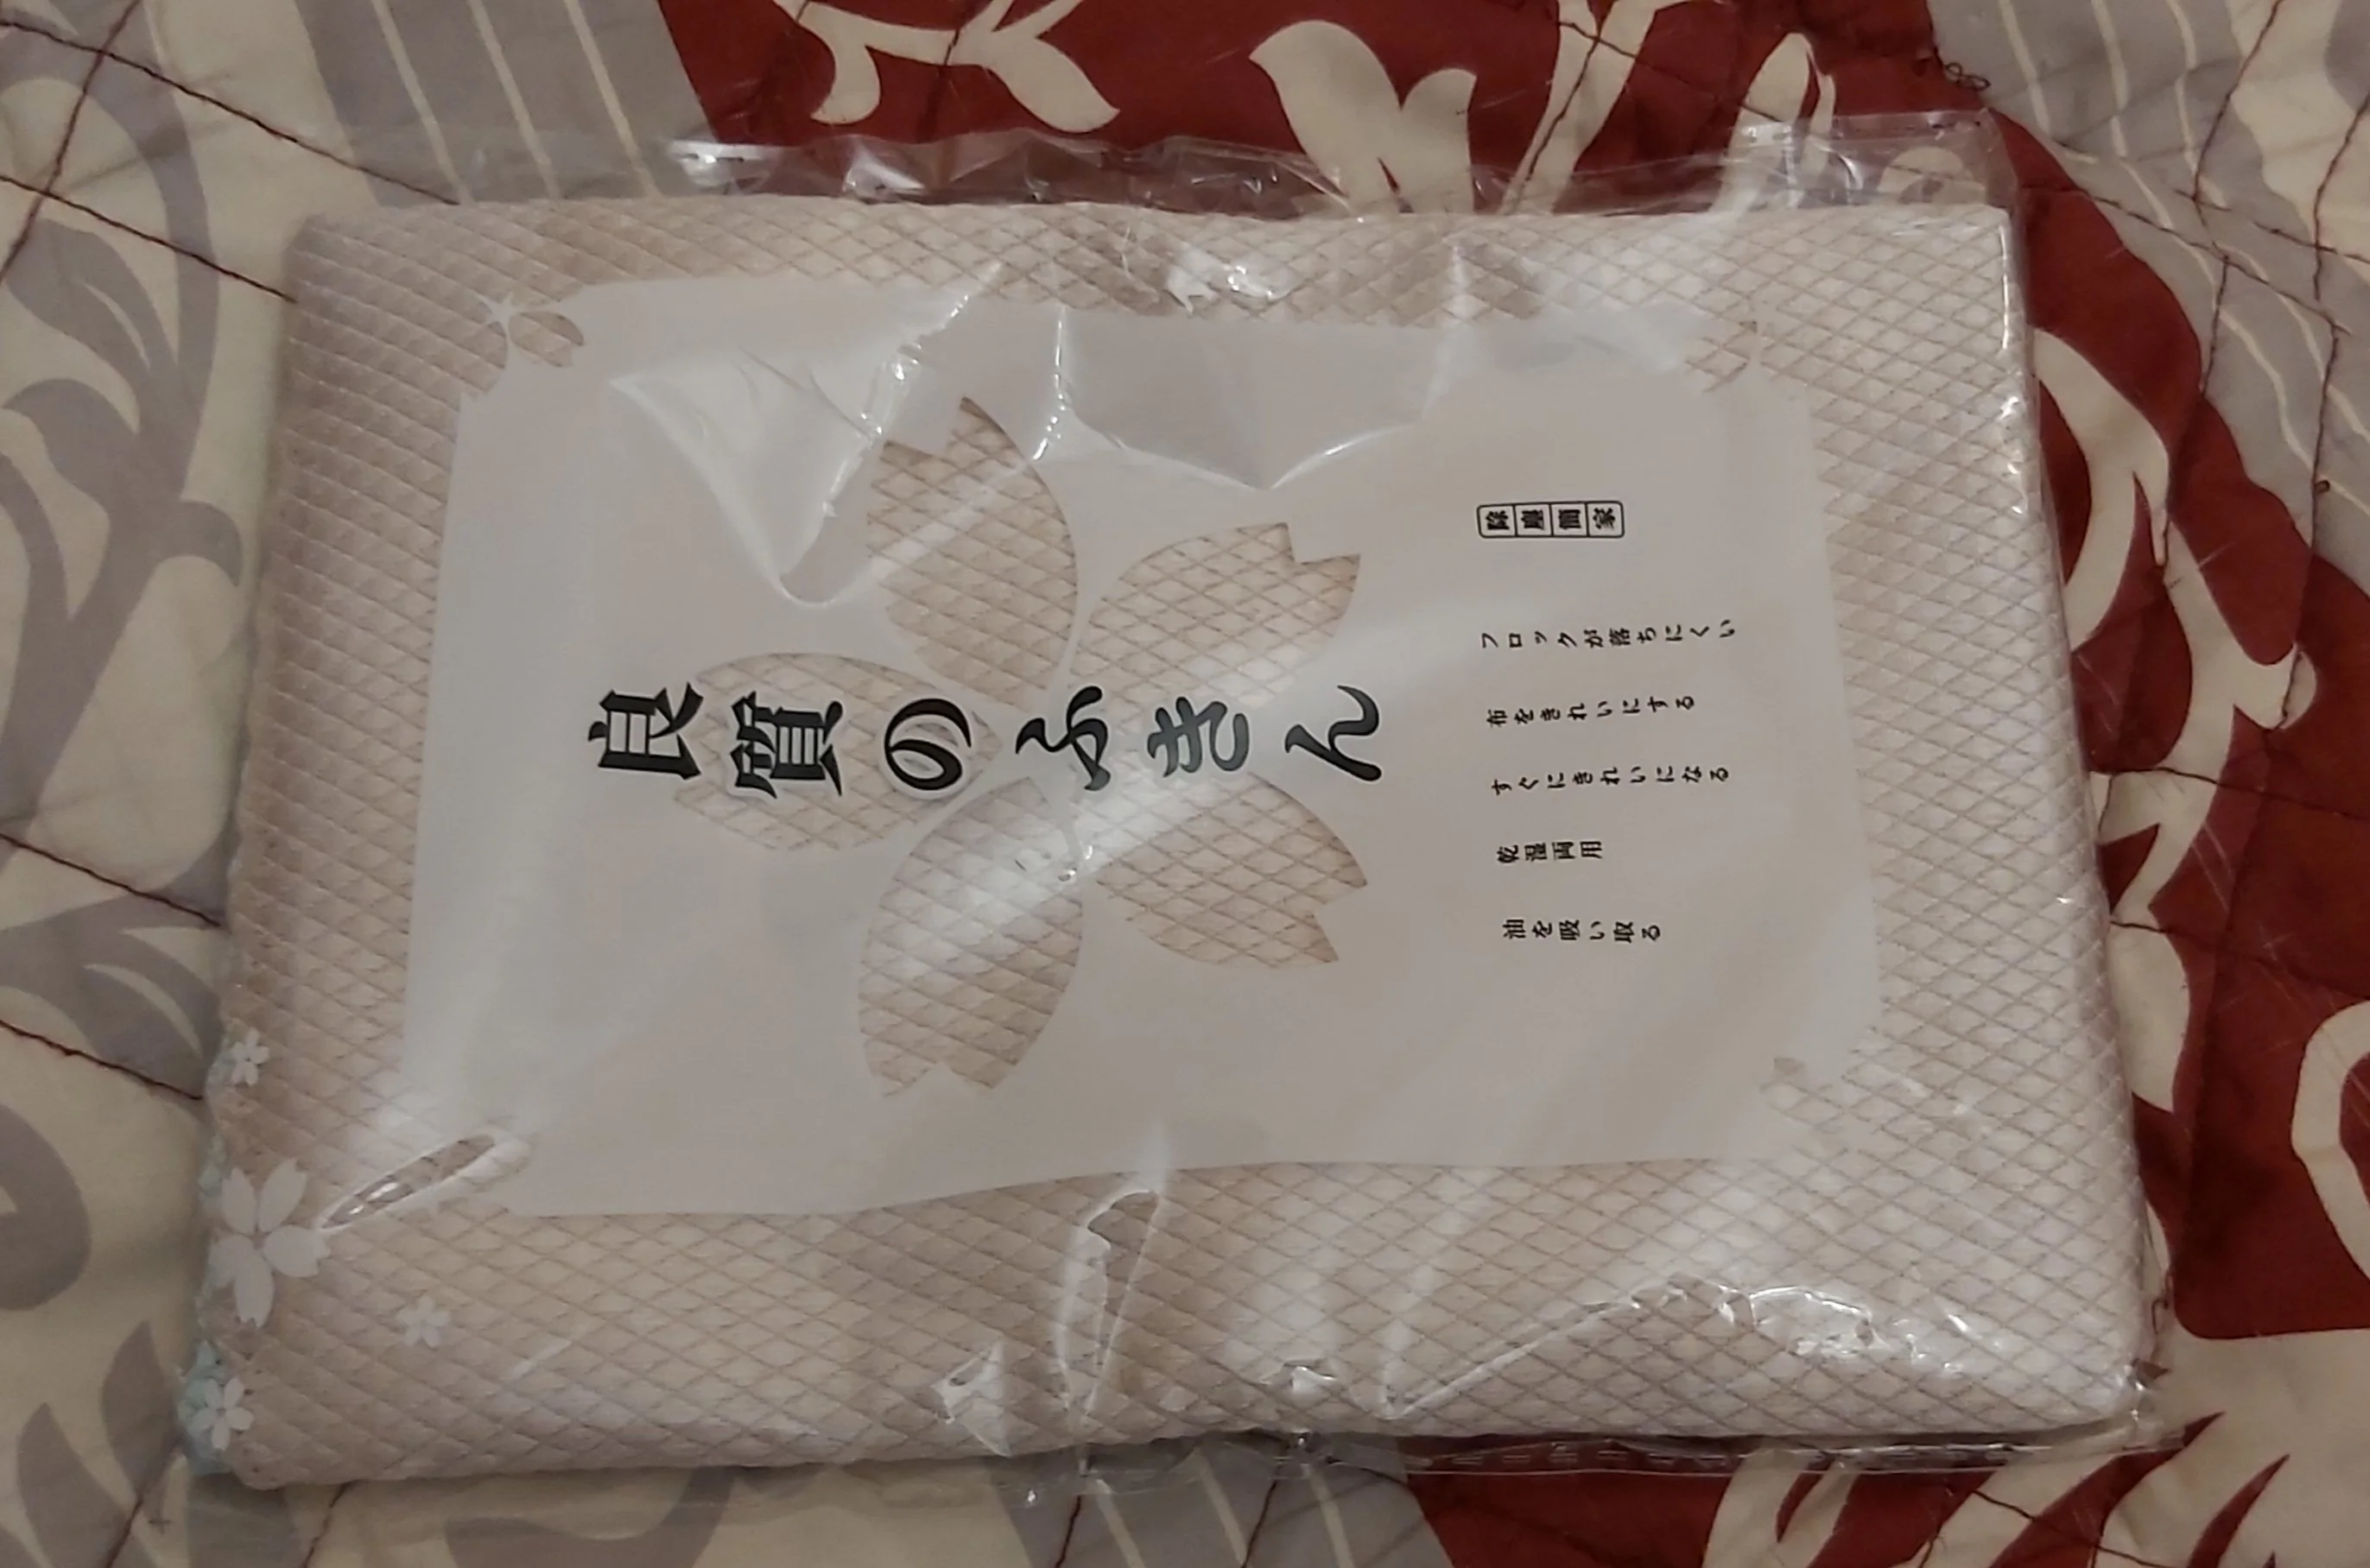 良質のふきん
除塵簡家
フロックが落ちにくい
布をきれいにする
すぐにきれいになる
乾湿両用
油を吸い取る